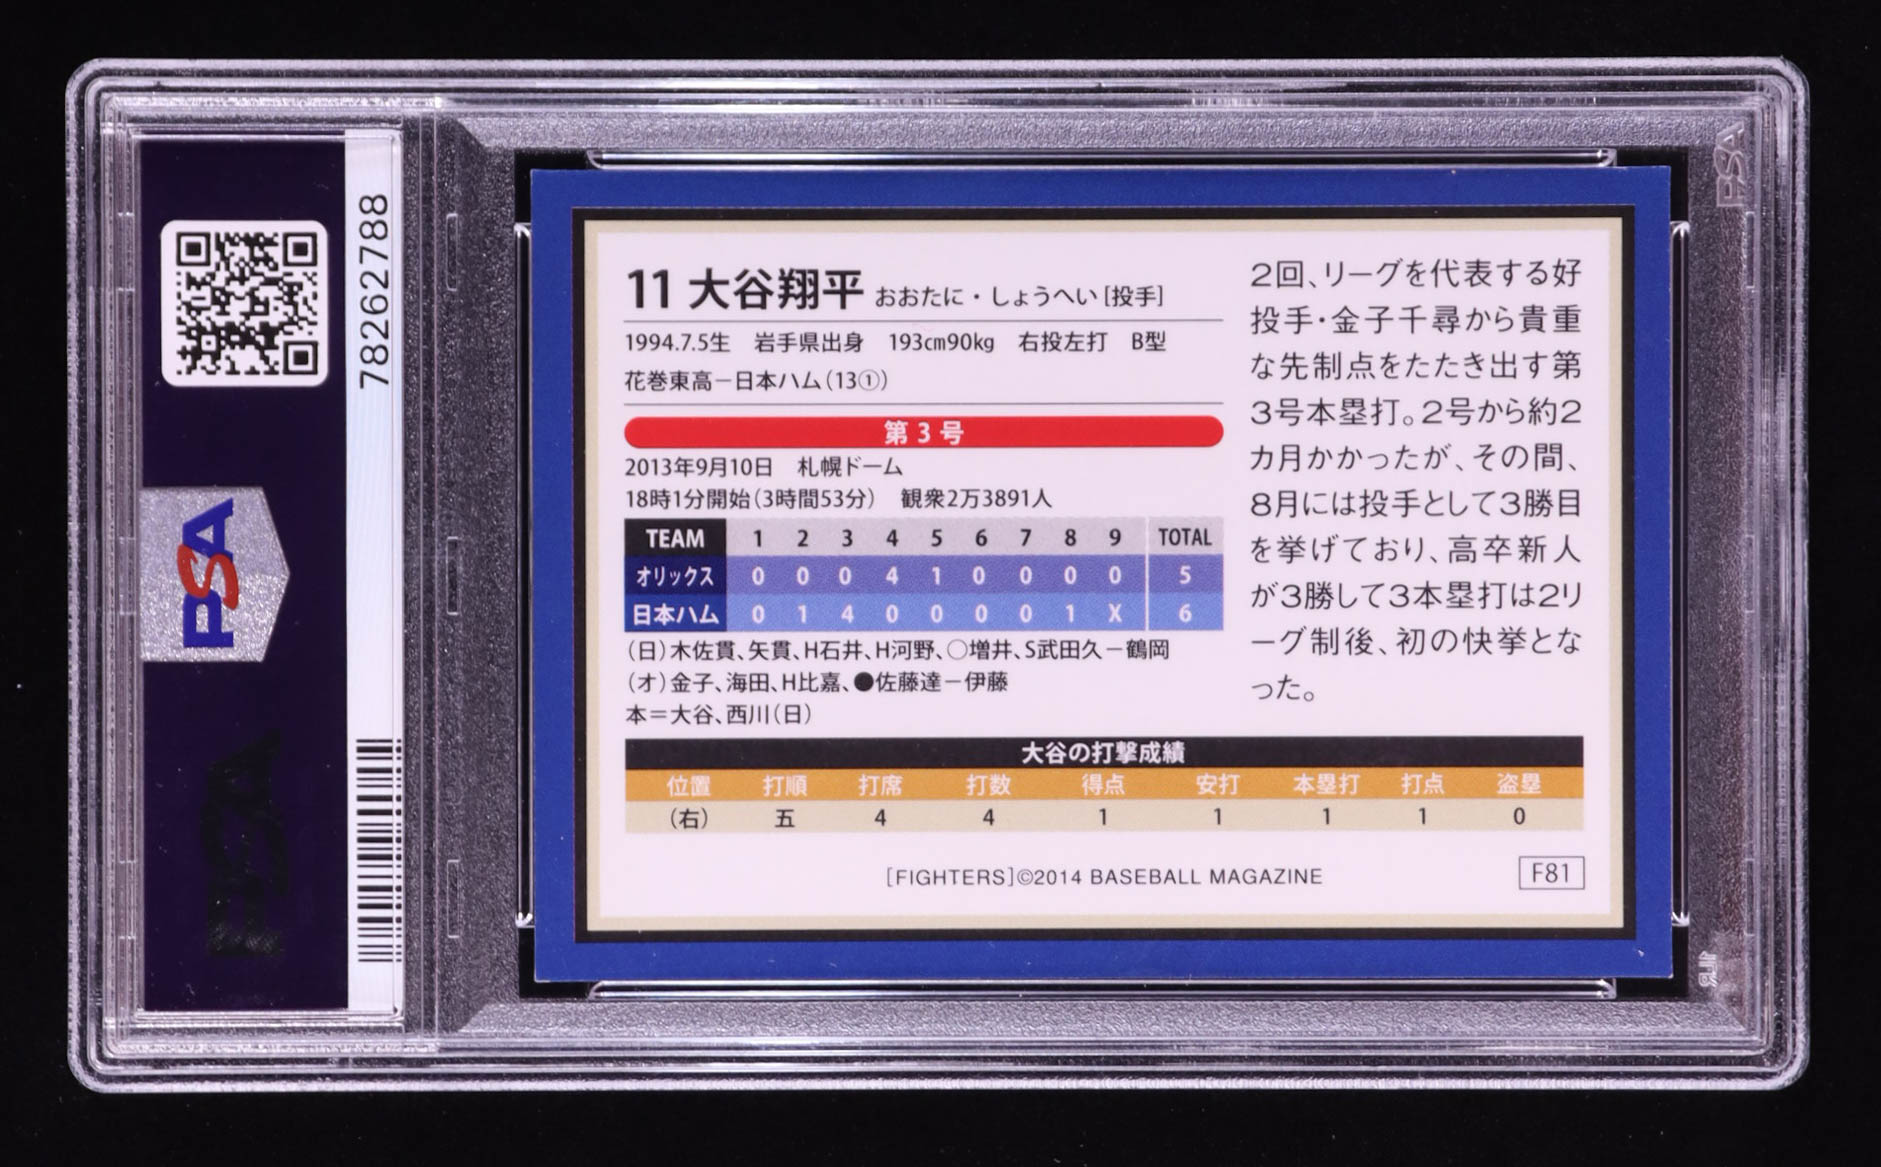 78262788
PSA
PSA
PSA
11 大谷翔平 おおたに・しょうへい[投手]
1994.7.5生 岩手県出身 193cm90kg 右投左打 B型
花巻東高－日本ハム(13①)
第3号
2013年9月10日 札幌ドーム
18時1分開始(3時間53分) 観衆2万3891人
TEAM 1 2 3 4 5 6 7 8 9 TOTAL
オリックス 0 0 0 4 1 0 0 0 0 5
日本ハム 0 1 4 0 0 0 0 1 X 6
(日)木佐貫、矢貫、H石井、H河野、○増井、S武田久－鶴岡
(オ)金子、海田、H比嘉、●佐藤達－伊藤
本＝大谷、西川(日)
2回、リーグを代表する好
投手・金子千尋から貴重
な先制点をたたき出す第
3号本塁打。2号から約2
カ月かかったが、その間、
8月には投手として3勝目
を挙げており、高卒新人
が3勝して3本塁打は2リ
ーグ制後、初の快挙とな
った。
大谷の打撃成績
位置 打順 打席 打数 得点 安打 本塁打 打点 盗塁
(右) 五 4 4 1 1 1 1 0
[FIGHTERS]©2014 BASEBALL MAGAZINE
F81